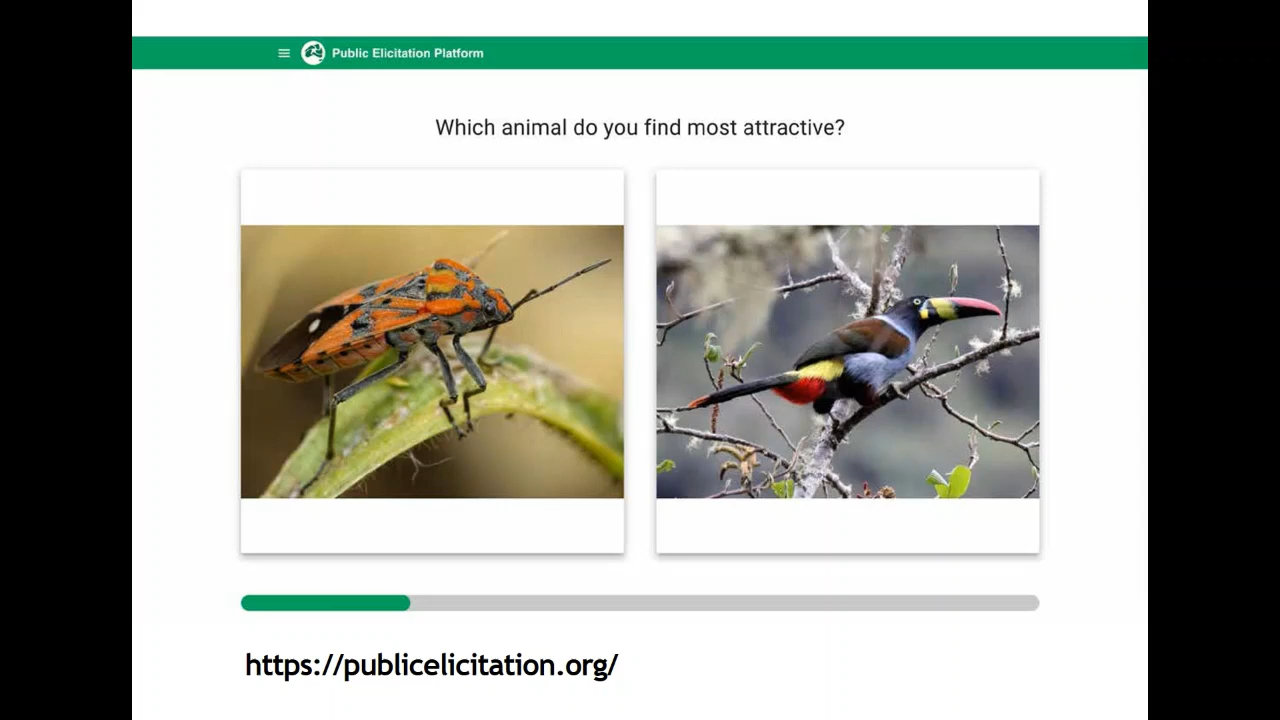 Public Elicitation Platform
Which animal do you find most attractive?
https://publicelicitation.org/